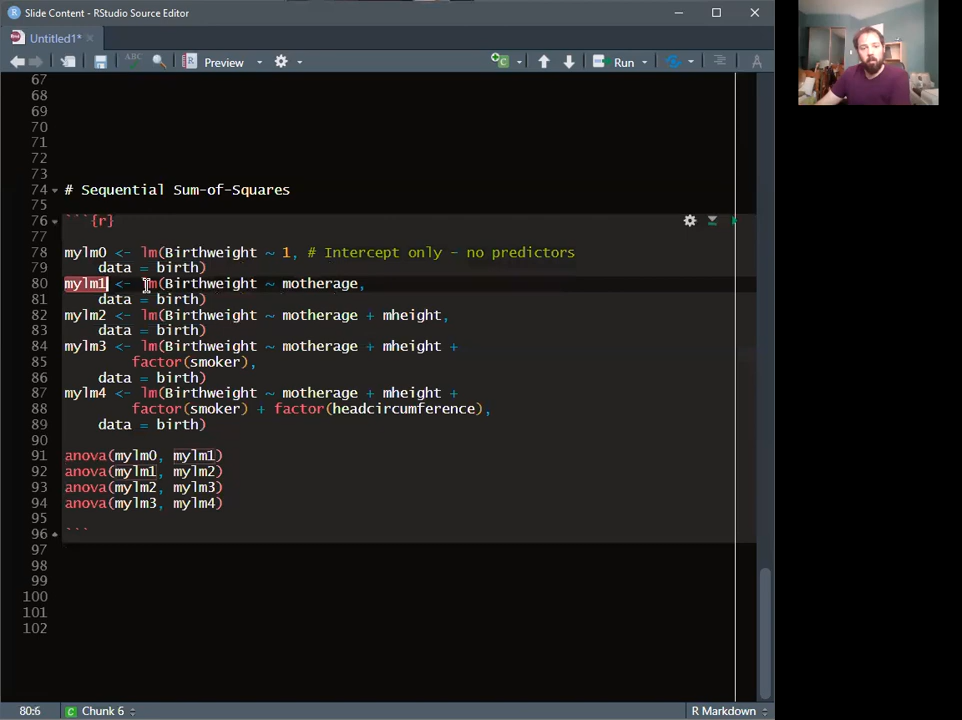 Slide Content - RStudio Source Editor
Untitled1*
ABC
Preview
Run
67
68
69
70
71
72
73
74 # Sequential Sum-of-Squares
75
76 ```{r}
77
78 mylm0 <- lm(Birthweight ~ 1, # Intercept only - no predictors
79     data = birth)
80 mylm1 <- lm(Birthweight ~ motherage,
81     data = birth)
82 mylm2 <- lm(Birthweight ~ motherage + mheight,
83     data = birth)
84 mylm3 <- lm(Birthweight ~ motherage + mheight +
85         factor(smoker),
86     data = birth)
87 mylm4 <- lm(Birthweight ~ motherage + mheight +
88         factor(smoker) + factor(headcircumference),
89     data = birth)
90
91 anova(mylm0, mylm1)
92 anova(mylm1, mylm2)
93 anova(mylm2, mylm3)
94 anova(mylm3, mylm4)
95
96 ```
97
98
99
100
101
102
80:6 Chunk 6 R Markdown